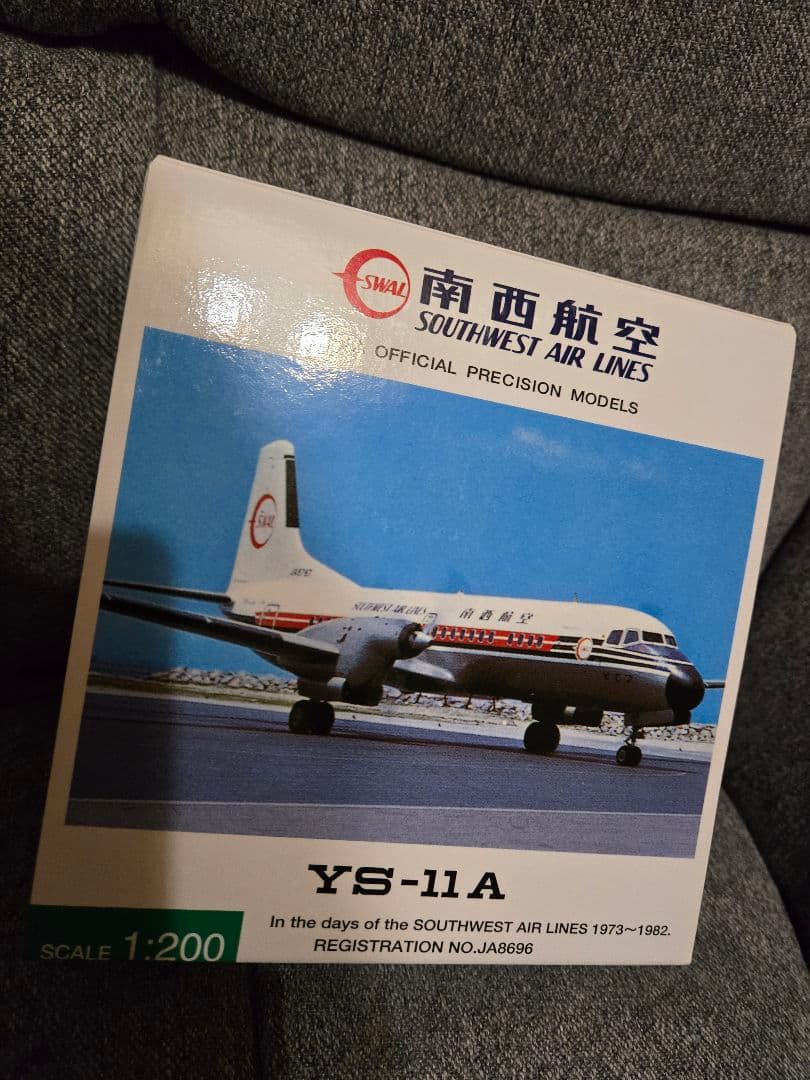 SWAL
南西航空
SOUTHWEST AIR LINES
OFFICIAL PRECISION MODELS
SWAL
SOUTHWEST AIR LINES 南西航空
YS-11A
In the days of the SOUTHWEST AIR LINES 1973~1982.
REGISTRATION NO.JA8696
SCALE 1:200